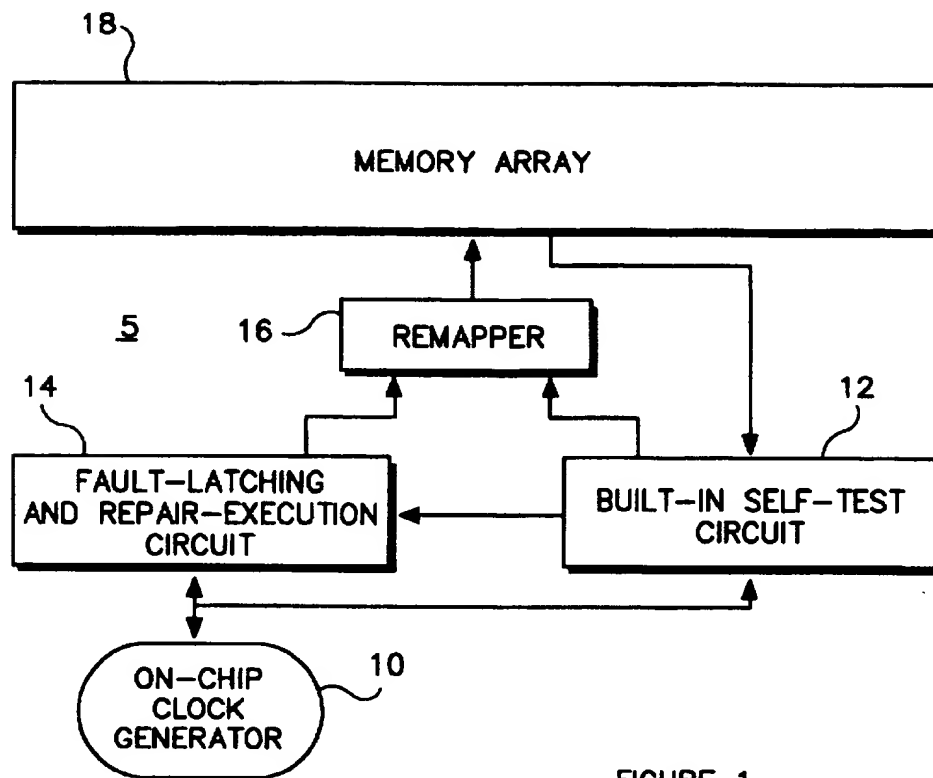 18
MEMORY ARRAY
5
16
REMAPPER
14
12
FAULT-LATCHING
AND REPAIR-EXECUTION
CIRCUIT
BUILT-IN SELF-TEST
CIRCUIT
10
ON-CHIP
CLOCK
GENERATOR
FIGURE 1